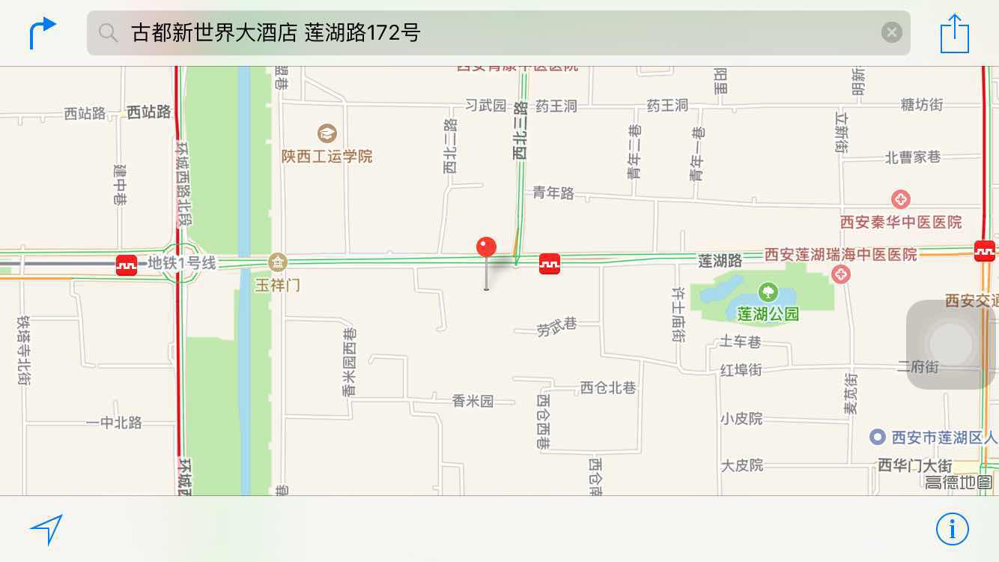 古都新世界大酒店 莲湖路172号
西安青康中医医院
西站路
西站路
习武园
药王洞
药王洞
糖坊街
西北三路
西北二路
立新街
明新
建中巷
环城西路北段
陕西工运学院
青年二巷
青年一巷
北曹家巷
青年路
西安秦华中医医院
地铁1号线
莲湖路
西安莲湖瑞海中医医院
玉祥门
西安交通
莲湖公园
许士庙街
铁塔寺北街
香米园西巷
劳武巷
土车巷
红埠街
二府街
西仓北巷
麦苋街
香米园
西仓西巷
一中北路
小皮院
西安市莲湖区人
大皮院
西华门大街
环城西
西仓南
高德地图